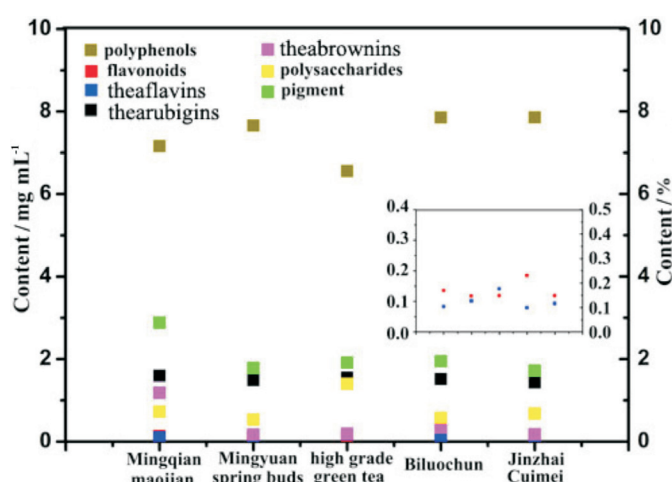 10
8
6
4
2
0
Content / mg mL⁻¹
polyphenols
flavonoids
theaflavins
thearubigins
theabrownins
polysaccharides
pigment
10
8
6
4
2
0
Content / %
0.4
0.3
0.2
0.1
0.0
0.5
0.4
0.3
0.2
0.1
0.0
Mingqian
maojian
Mingyuan
spring buds
high grade
green tea
Biluochun
Jinzhai
Cuimei